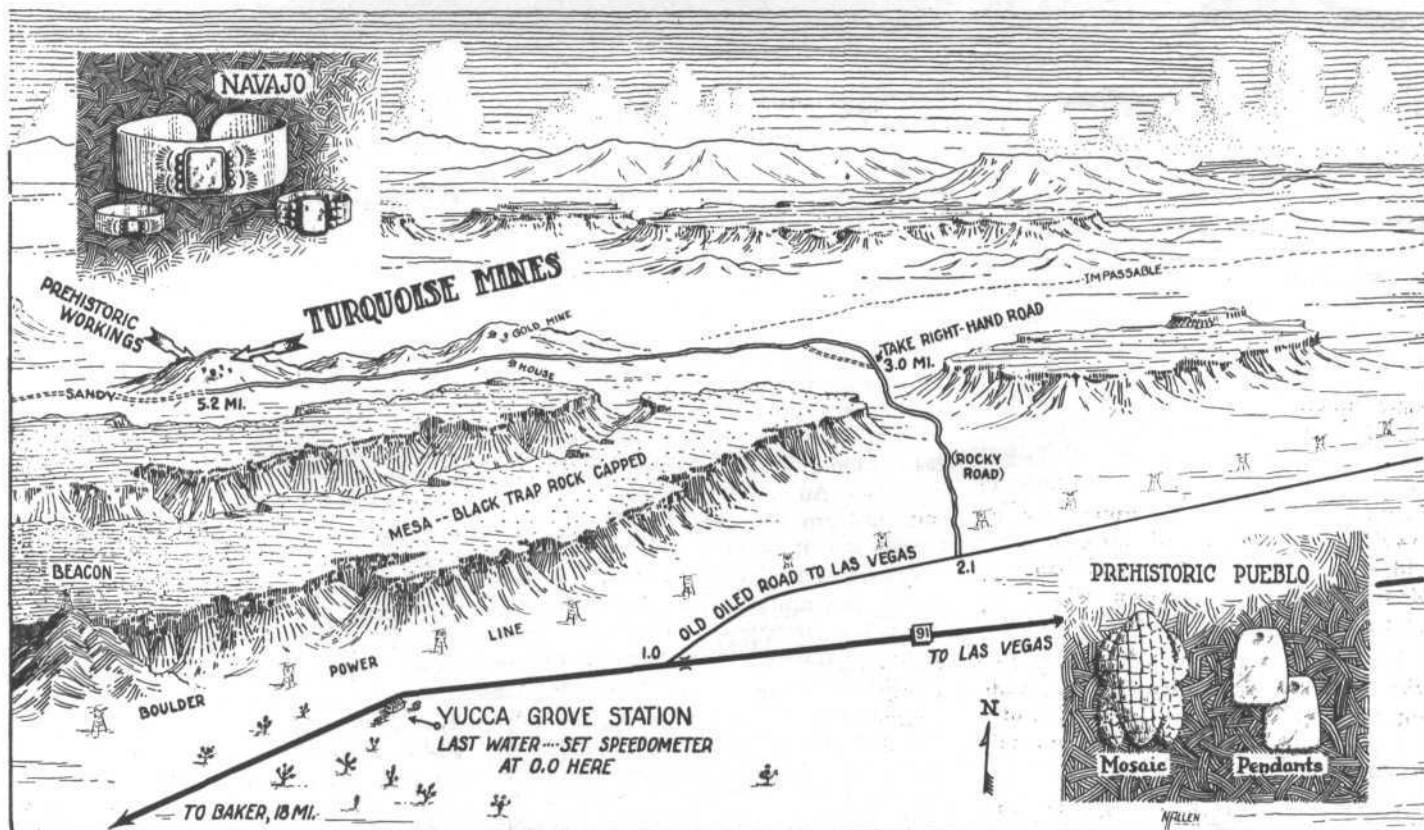 NAVAJO
TURQUOISE MINES
PREHISTORIC
WORKINGS
GOLD MINE
IMPASSABLE
TAKE RIGHT-HAND ROAD
3.0 MI.
HOUSE
SANDY
5.2 MI.
(ROCKY
ROAD)
MESA -- BLACK TRAP ROCK CAPPED
BEACON
OLD OILED ROAD TO LAS VEGAS
2.1
PREHISTORIC PUEBLO
BOULDER POWER LINE
1.0
91
TO LAS VEGAS
YUCCA GROVE STATION
LAST WATER----SET SPEEDOMETER
AT 0.0 HERE
N
Mosaic
Pendants
TO BAKER, 18 MI.
N ALLEN